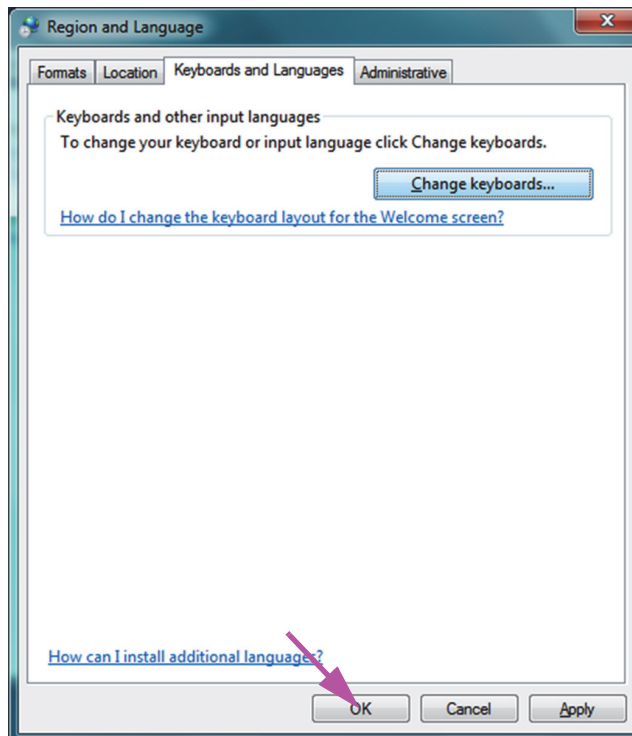 Region and Language
Formats Location Keyboards and Languages Administrative
Keyboards and other input languages
To change your keyboard or input language click Change keyboards.
Change keyboards...
How do I change the keyboard layout for the Welcome screen?
How can I install additional languages?
OK Cancel Apply